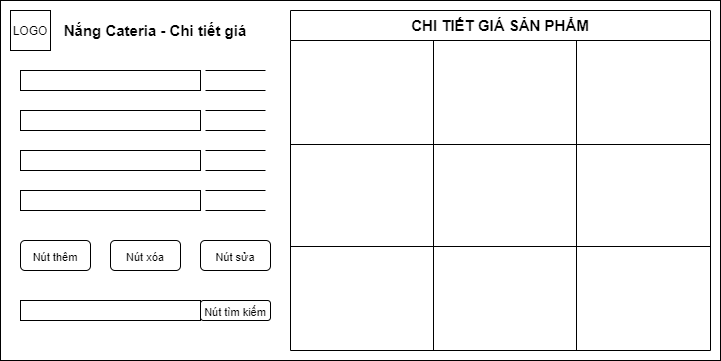 LOGO
Nắng Cateria - Chi tiết giá
CHI TIẾT GIÁ SẢN PHẨM
Nút thêm
Nút xóa
Nút sửa
Nút tìm kiếm